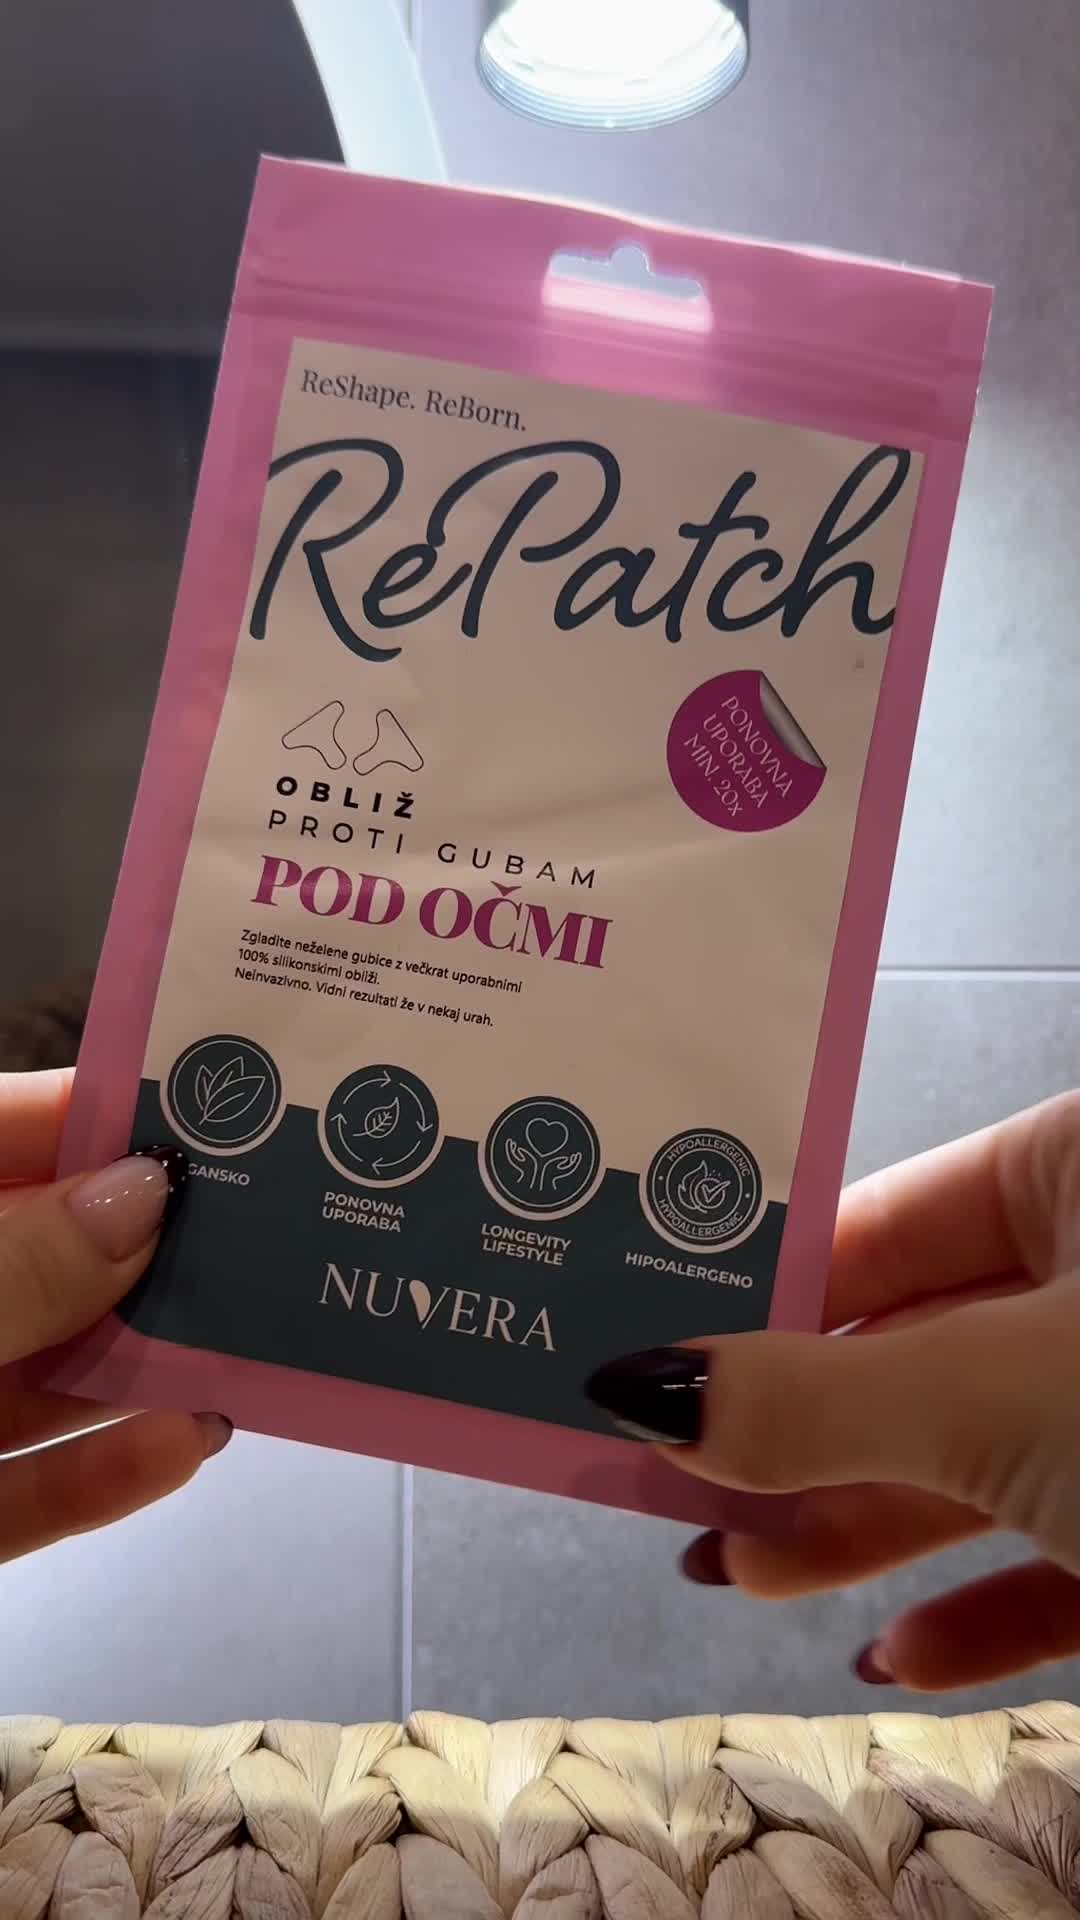 ReShape. ReBorn.
RePatch
PONOVNA
UPORABA
MIN. 20x
OBLIŽ
PROTI GUBAM
POD OČMI
Zgladite neželene gubice z večkrat uporabnimi
100% silikonskimi obliži.
Neinvazivno. Vidni rezultati že v nekaj urah.
GANSKO
PONOVNA
UPORABA
LONGEVITY
LIFESTYLE
HYPOALLERGENIC
HYPOALLERGENIC
HIPOALERGENO
NUVERA